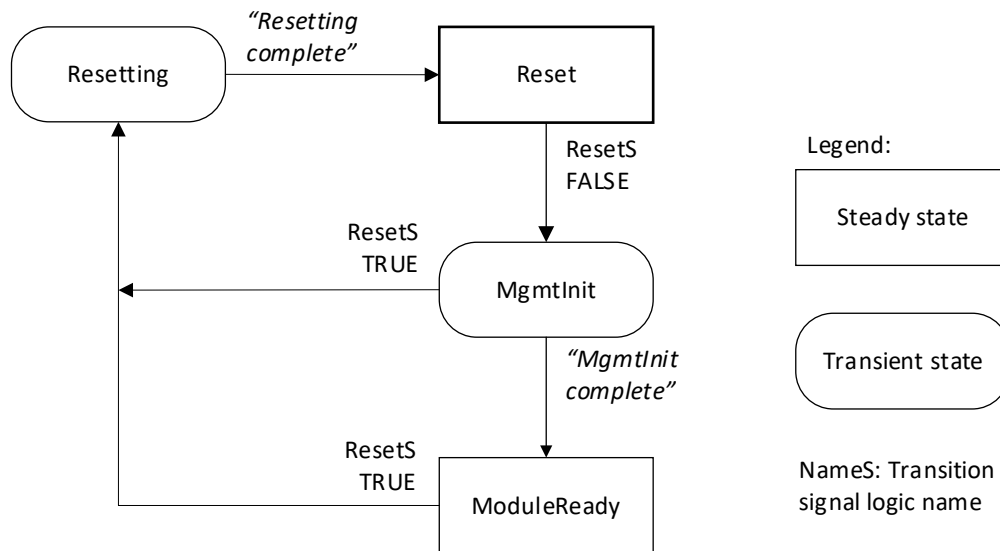 “Resetting
complete”
Resetting
Reset
ResetS
FALSE
Legend:
Steady state
ResetS
TRUE
MgmtInit
Transient state
“MgmtInit
complete”
ResetS
TRUE
ModuleReady
NameS: Transition
signal logic name